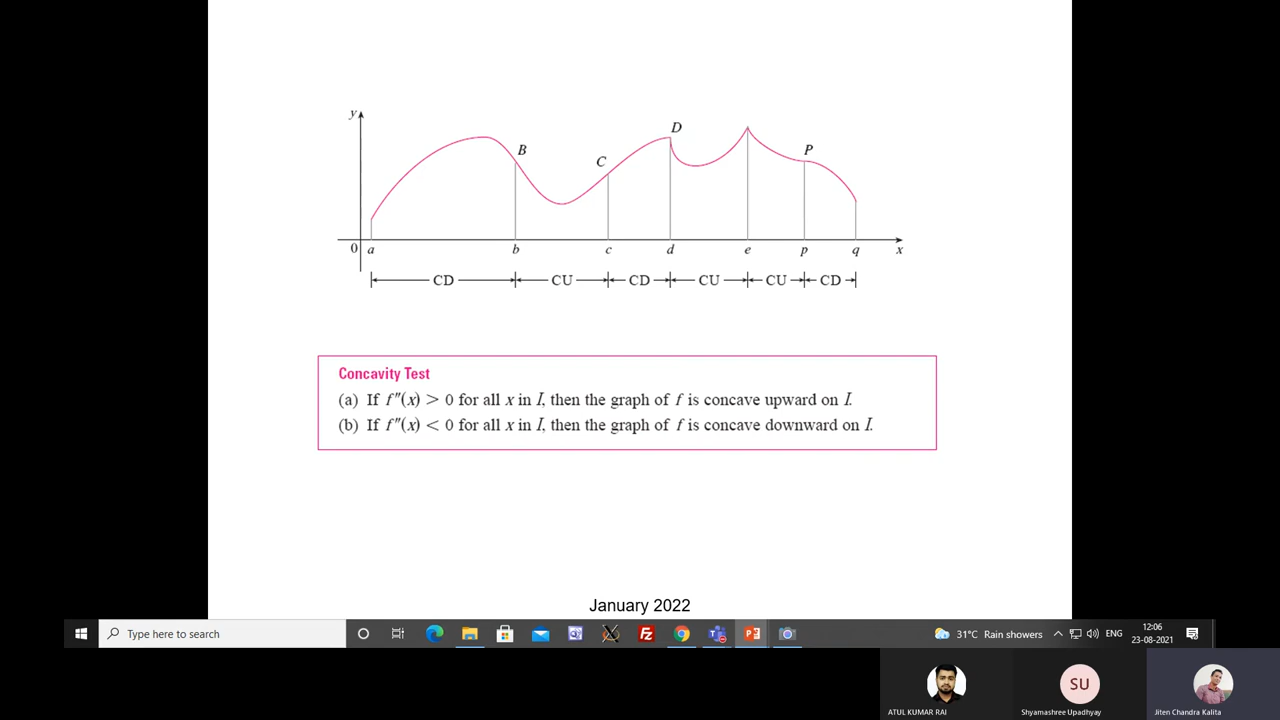 y
B
C
D
P
0 a b c d e p q x
CD CU CD CU CU CD
Concavity Test
(a) If f″(x) > 0 for all x in I, then the graph of f is concave upward on I.
(b) If f″(x) < 0 for all x in I, then the graph of f is concave downward on I.
January 2022
Type here to search
31°C Rain showers
ENG
12:06
23-08-2021
SU
ATUL KUMAR RAI
Shyamashree Upadhyay
Jiten Chandra Kalita